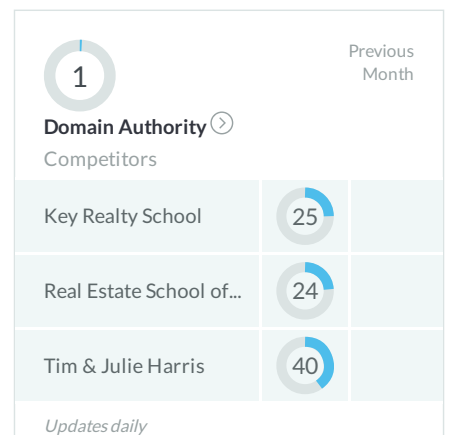 1
Previous
Month
Domain Authority
Competitors
Key Realty School 25
Real Estate School of... 24
Tim & Julie Harris 40
Updates daily